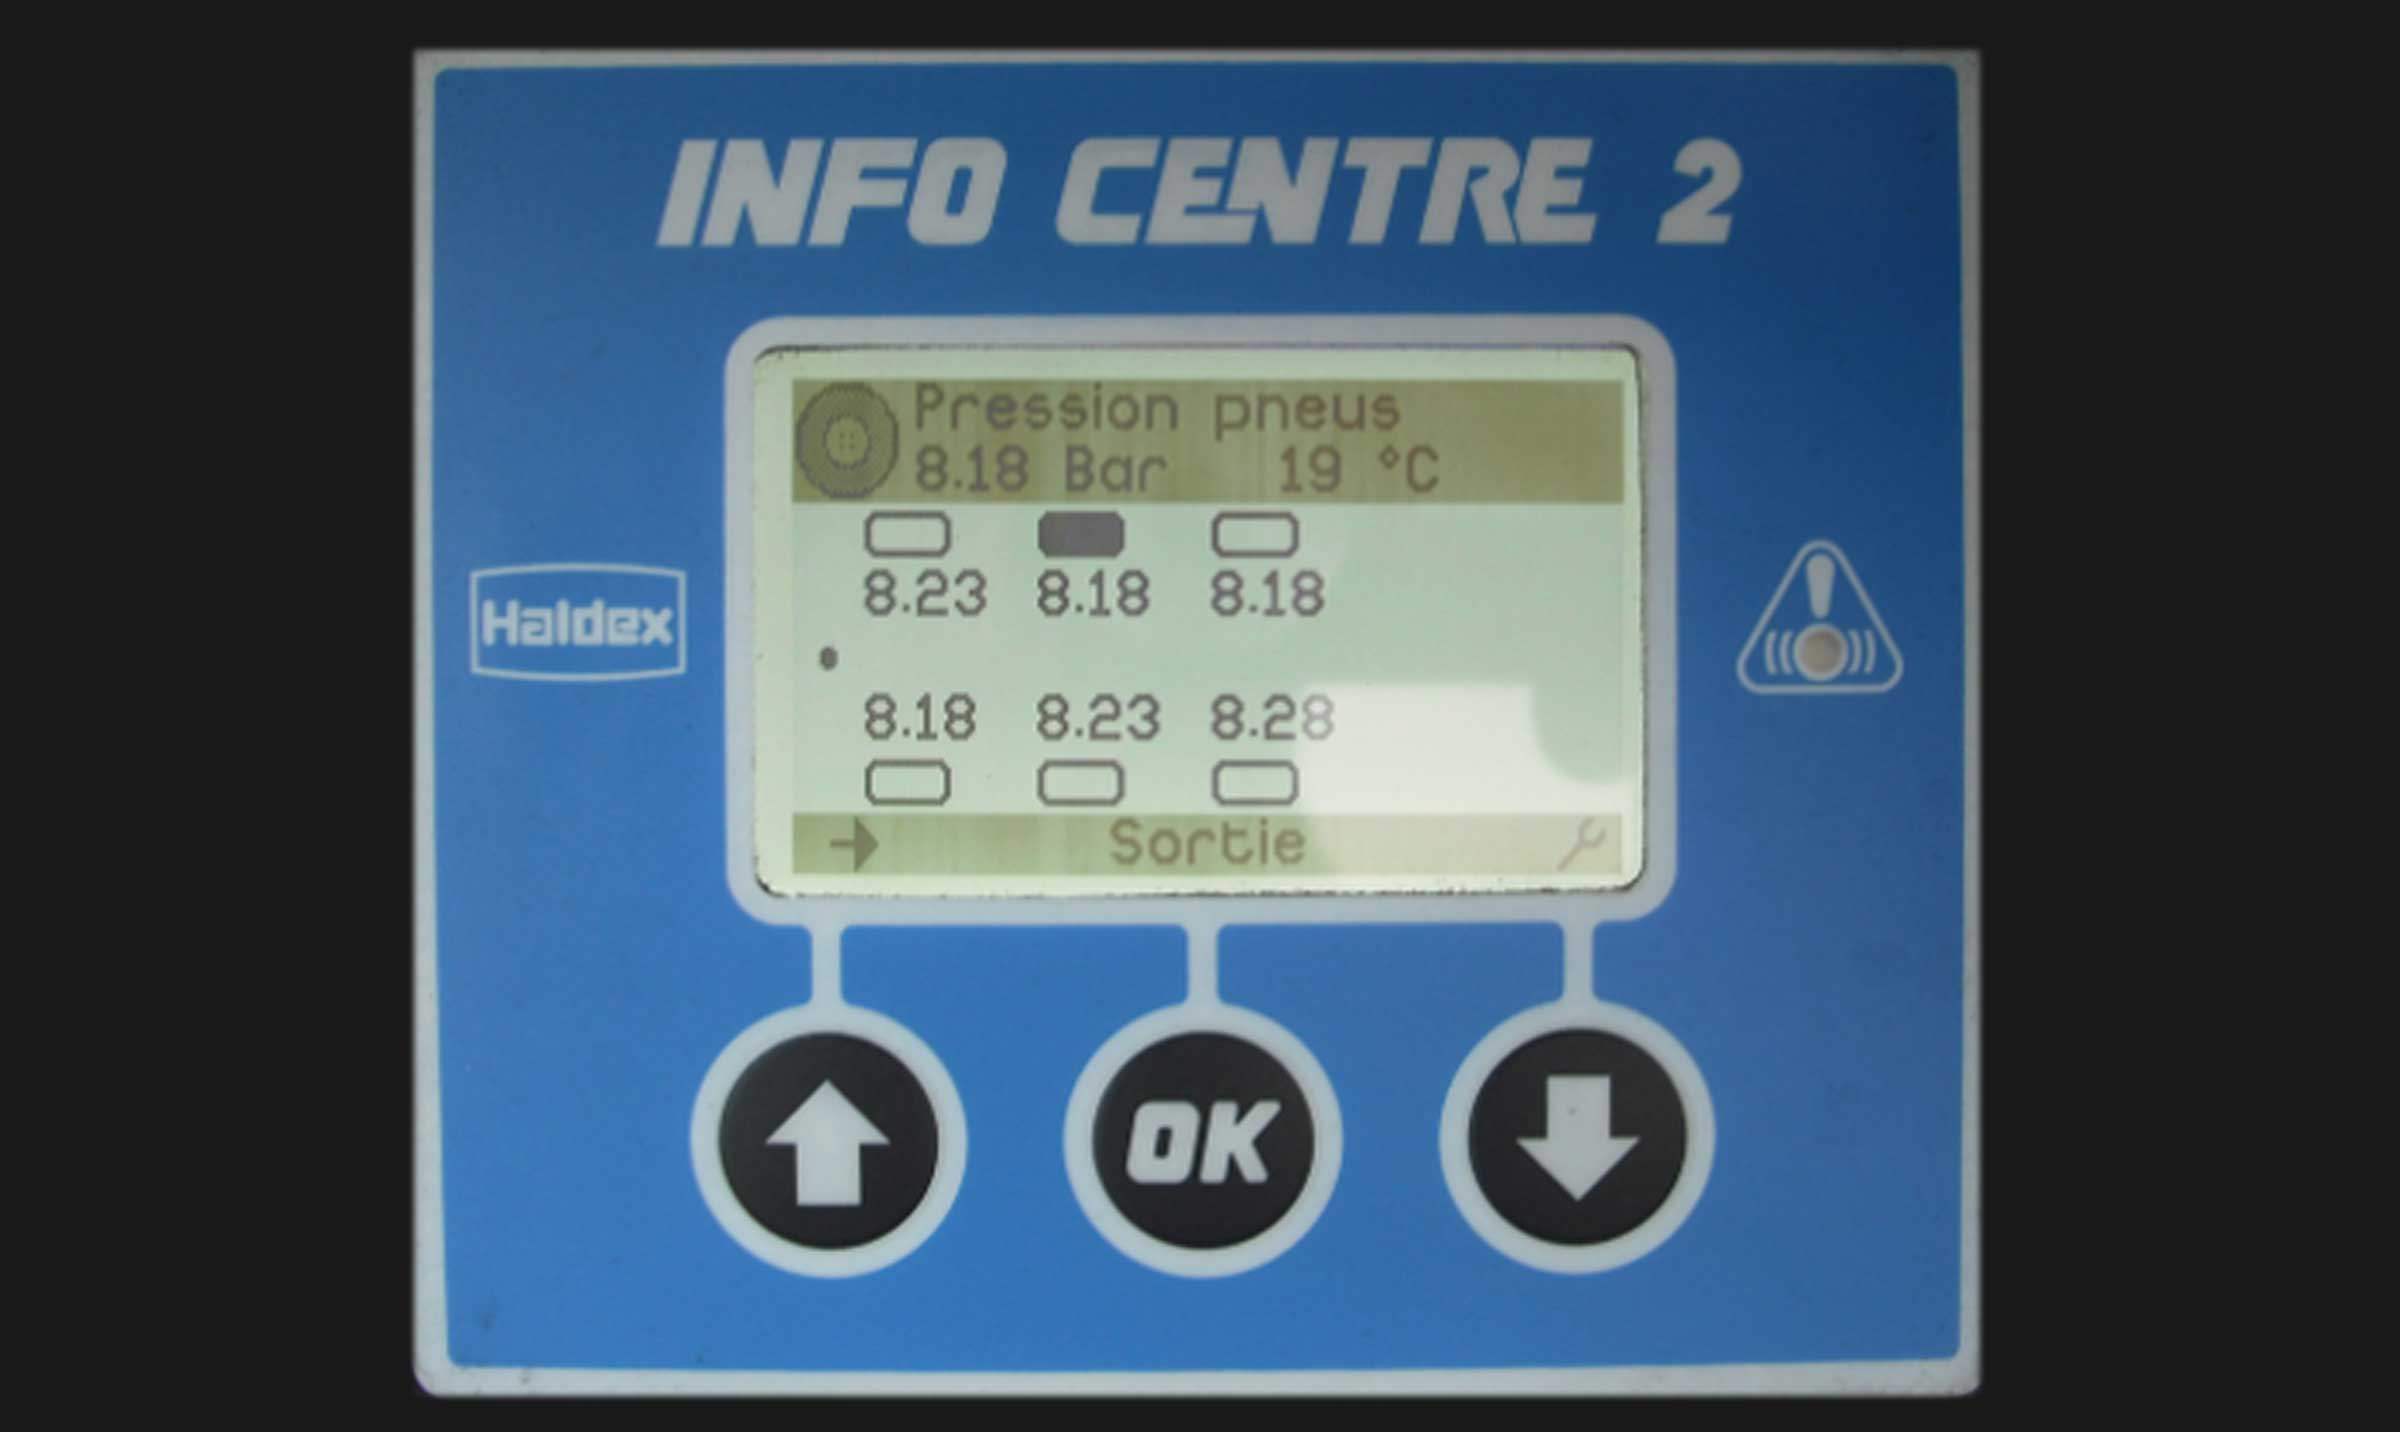 INFO CENTRE 2
Pression pneus
8.18 Bar 19 °C
8.23 8.18 8.18
Haldex
8.18 8.23 8.28
Sortie
OK